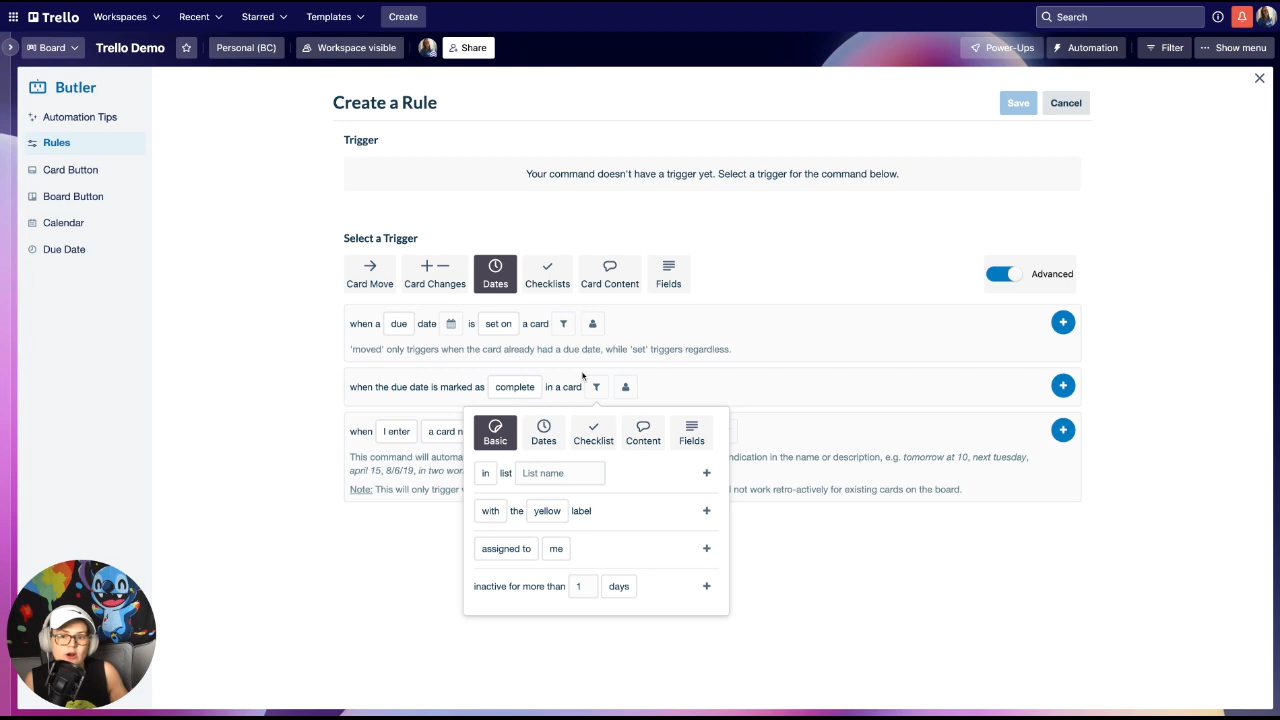 Trello
Workspaces
Recent
Starred
Templates
Create
Search
Board
Trello Demo
Personal (BC)
Workspace visible
Share
Power-Ups
Automation
Filter
Show menu
Butler
Automation Tips
Rules
Card Button
Board Button
Calendar
Due Date
Create a Rule
Save
Cancel
Trigger
Your command doesn't have a trigger yet. Select a trigger for the command below.
Select a Trigger
Card Move
Card Changes
Dates
Checklists
Card Content
Fields
Advanced
when a due date is set on a card
'moved' only triggers when the card already had a due date, while 'set' triggers regardless.
when the due date is marked as complete in a card
when I enter a card n
This command will automa
ndication in the name or description, e.g. tomorrow at 10, next tuesday,
april 15, 8/6/19, in two wor
Note: This will only trigger
not work retro-actively for existing cards on the board.
Basic
Dates
Checklist
Content
Fields
in list List name
with the yellow label
assigned to me
inactive for more than 1 days